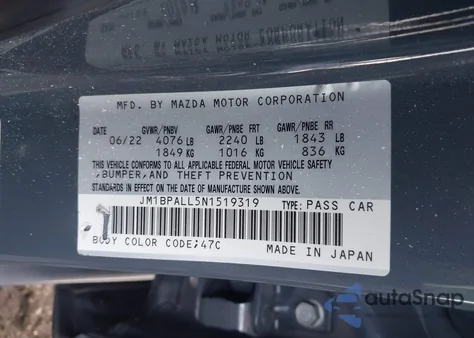 MFD. BY MAZDA MOTOR CORPORATION
DATE GVWR/PNBV GAWR/PNBE FRT GAWR/PNBE RR
06/22 4076 LB 2240 LB 1843 LB
1849 KG 1016 KG 836 KG
THIS VEHICLE CONFORMS TO ALL APPLICABLE FEDERAL MOTOR VEHICLE SAFETY,
BUMPER,AND THEFT PREVENTION
STANDARDS IN EFFECT ON THE DATE OF MANUFACTURE SHOWN ABOVE.
JM1BPALL5N1519319 TYPE: PASS CAR
BODY COLOR CODE:47C
MADE IN JAPAN
autoSnap